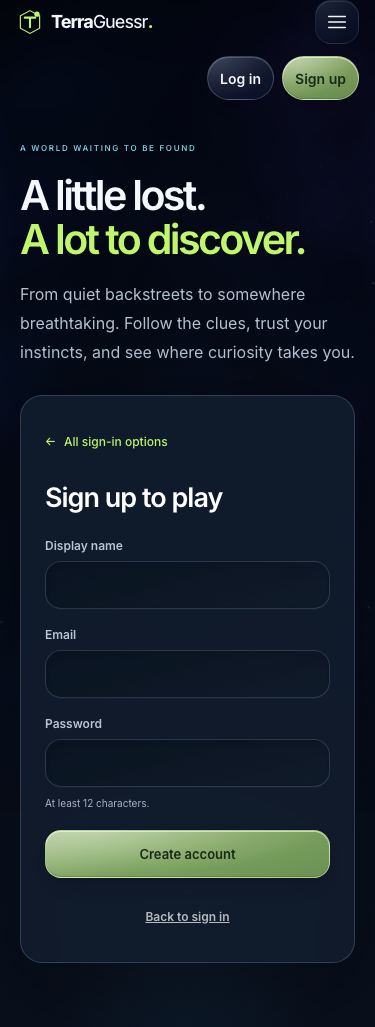 TerraGuessr.
Log in
Sign up
A WORLD WAITING TO BE FOUND
A little lost.
A lot to discover.
From quiet backstreets to somewhere
breathtaking. Follow the clues, trust your
instincts, and see where curiosity takes you.
← All sign-in options
Sign up to play
Display name
Email
Password
At least 12 characters.
Create account
Back to sign in